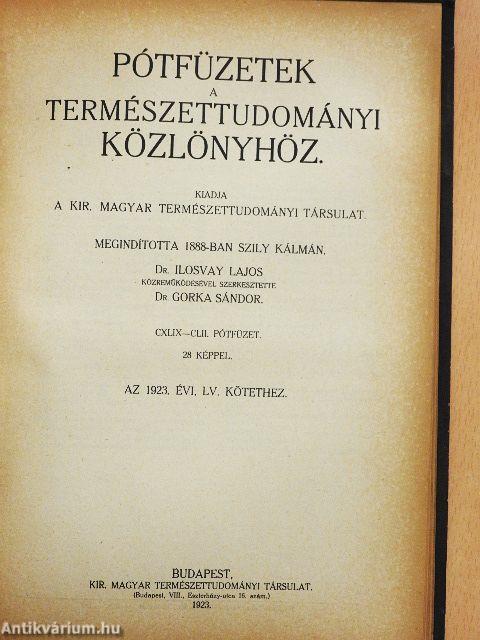 PÓTFÜZETEK
A
TERMÉSZETTUDOMÁNYI
KÖZLÖNYHÖZ.
KIADJA
A KIR. MAGYAR TERMÉSZETTUDOMÁNYI TÁRSULAT.
MEGINDÍTOTTA 1888-BAN SZILY KÁLMÁN.
DR. ILOSVAY LAJOS
KÖZREMŰKÖDÉSÉVEL SZERKESZTETTE
DR GORKA SÁNDOR.
CXLIX—CLII. PÓTFÜZET.
28 KÉPPEL.
AZ 1923. ÉVI, LV. KÖTETHEZ.
BUDAPEST,
KIR. MAGYAR TERMÉSZETTUDOMÁNYI TÁRSULAT.
(Budapest, VIII., Eszterházy-utca 16. szám.)
1923.
Antikvárium.hu